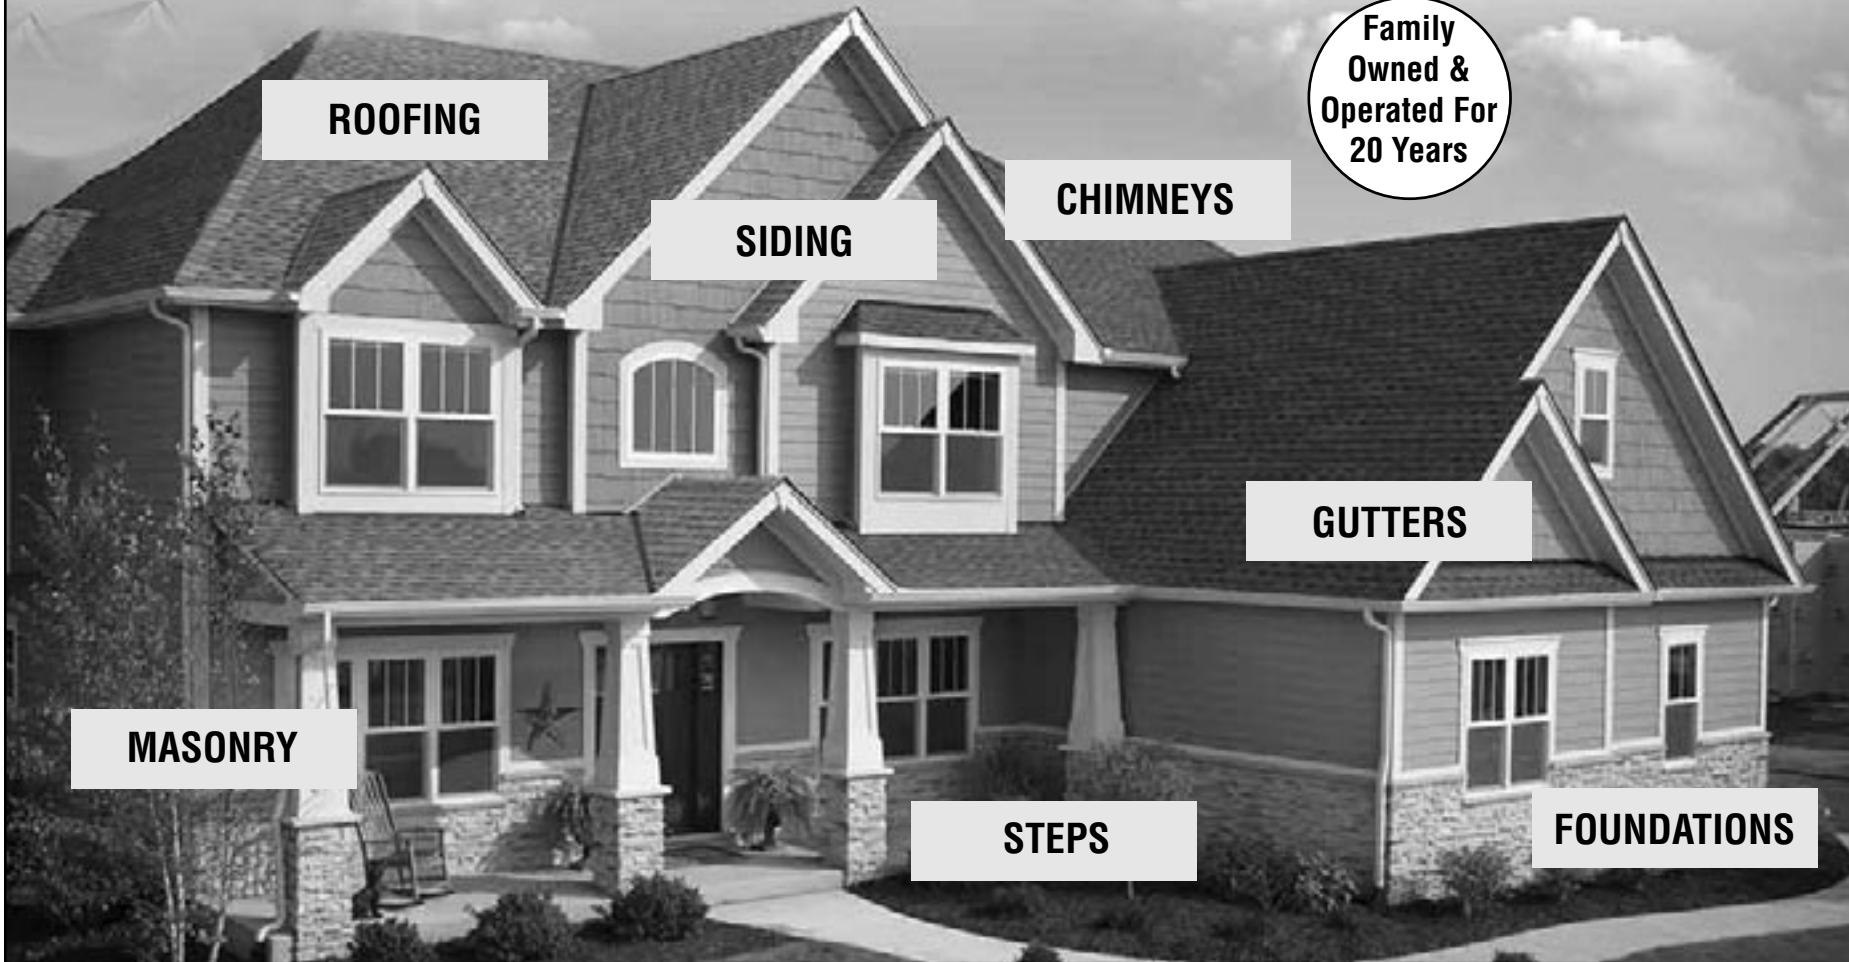 Family
Owned &
Operated For
20 Years
ROOFING
CHIMNEYS
SIDING
GUTTERS
MASONRY
STEPS
FOUNDATIONS